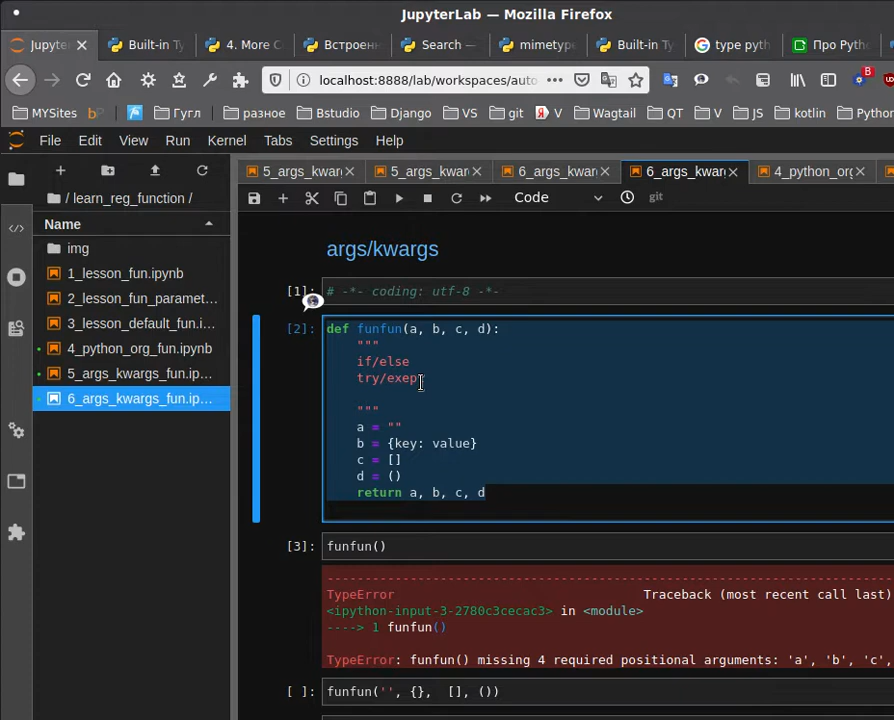 JupyterLab — Mozilla Firefox
Jupyte
Built-in Ty
4. More C
Встроен
Search —
mimetype
Built-in Ty
type pyth
Про Pyth
localhost:8888/lab/workspaces/auto
B
MYSites
Гугл
разное
Bstudio
Django
VS
git
Я V
Wagtail
QT
V
JS
kotlin
Python
File Edit View Run Kernel Tabs Settings Help
/ learn_reg_function /
Name
img
1_lesson_fun.ipynb
2_lesson_fun_paramet...
3_lesson_default_fun.i...
4_python_org_fun.ipynb
5_args_kwargs_fun.ip...
6_args_kwargs_fun.ip...
5_args_kwar
5_args_kwar
6_args_kwar
6_args_kwar
4_python_org
Code
git
args/kwargs
[1]: # -*- coding: utf-8 -*-
[2]: def funfun(a, b, c, d):
"""
if/else
try/exep
"""
a = ""
b = {key: value}
c = []
d = ()
return a, b, c, d
[3]: funfun()
---------------------------------------------------------------------------
TypeError Traceback (most recent call last)
<ipython-input-3-2780c3cecac3> in <module>
----> 1 funfun()
TypeError: funfun() missing 4 required positional arguments: 'a', 'b', 'c',
[ ]: funfun('', {}, [], ())